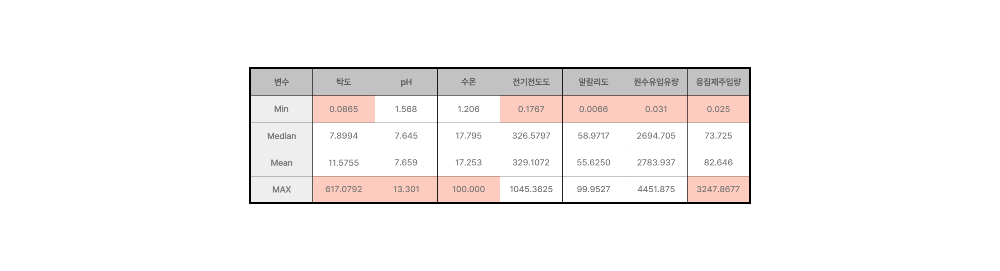 변수 탁도 pH 수온 전기전도도 알칼리도 원수유입유량 응집제주입량
Min 0.0865 1.568 1.206 0.1767 0.0066 0.031 0.025
Median 7.8994 7.645 17.795 326.5797 58.9717 2694.705 73.725
Mean 11.5755 7.659 17.253 329.1072 55.6250 2783.937 82.646
MAX 617.0792 13.301 100.000 1045.3625 99.9527 4451.875 3247.8677